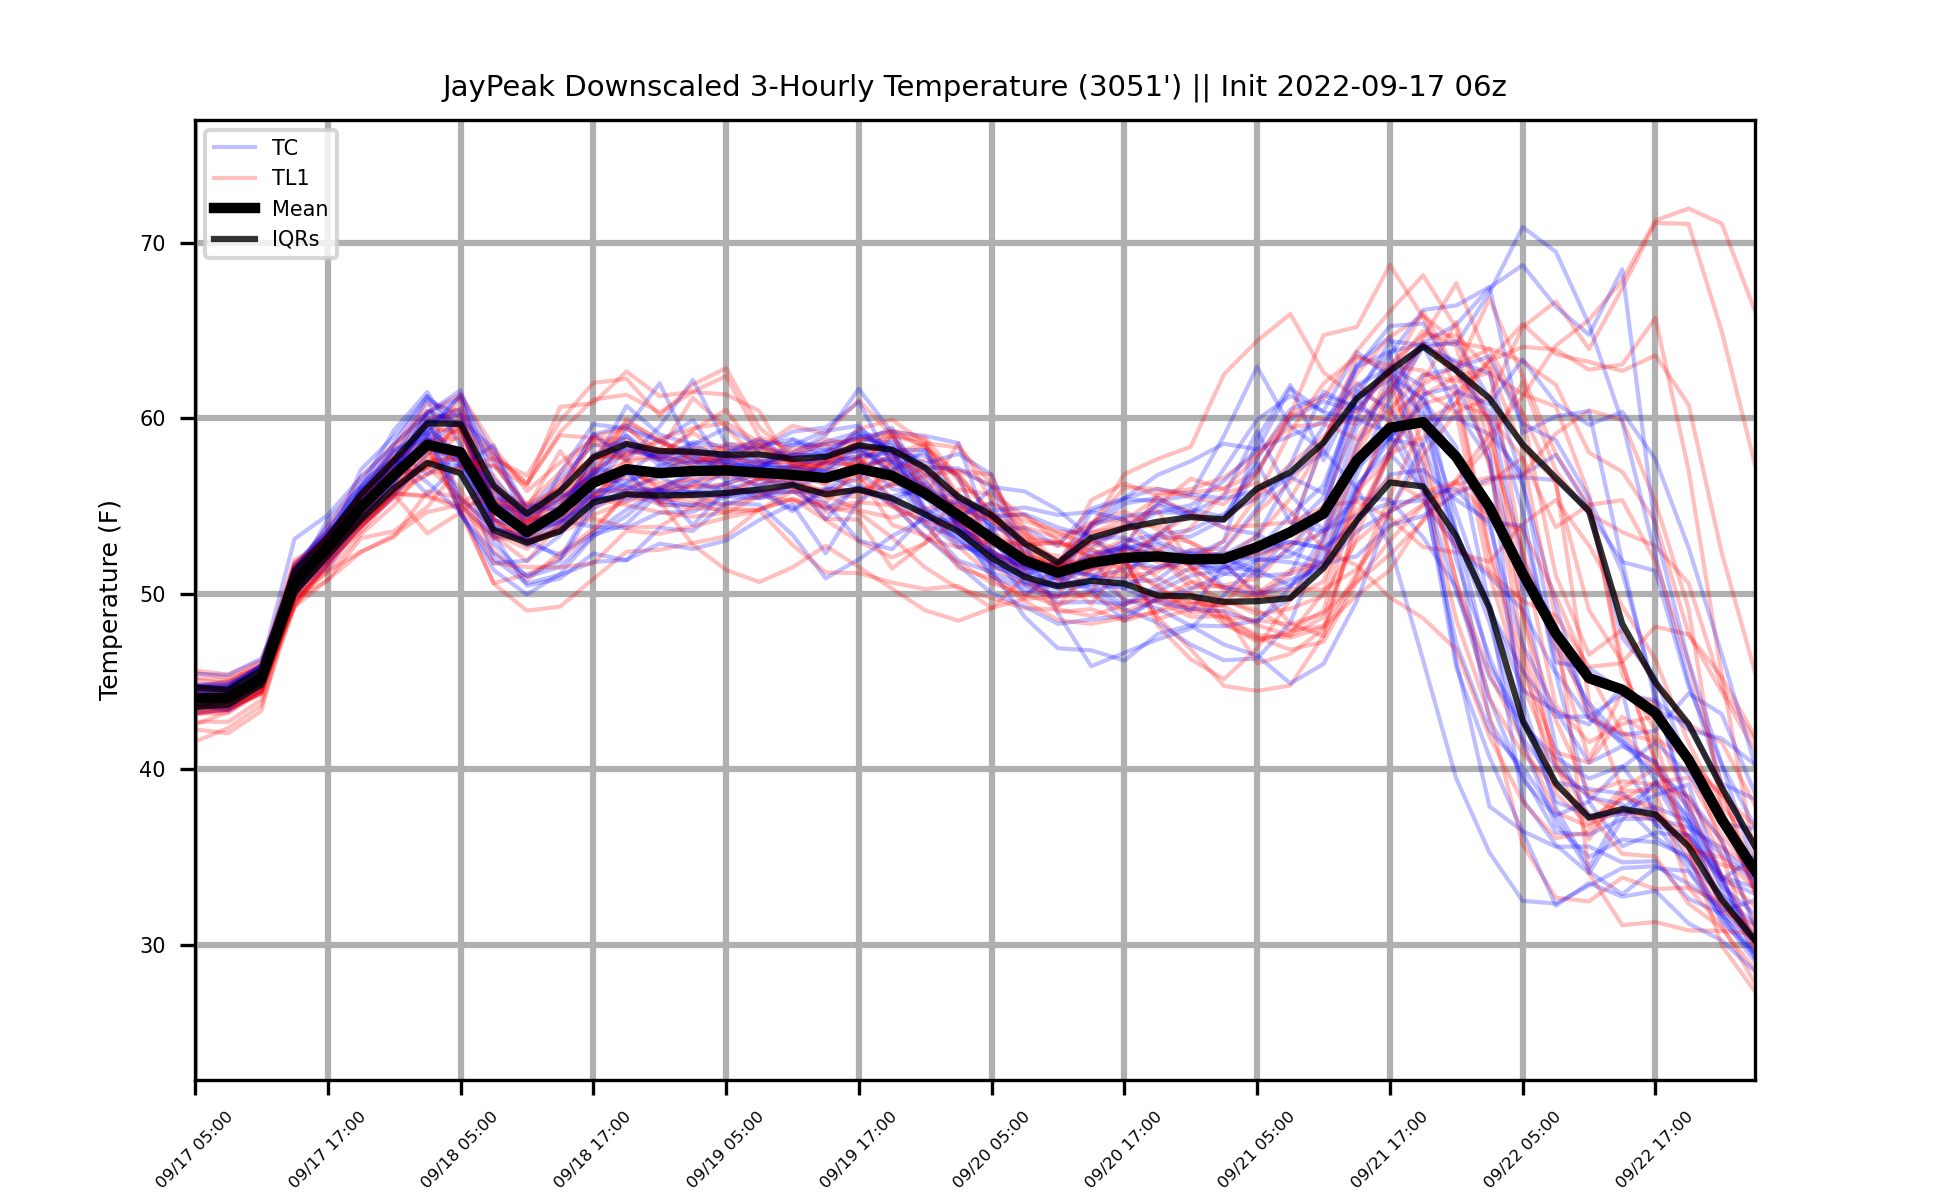 JayPeak Downscaled 3-Hourly Temperature (3051') || Init 2022-09-17 06z
TC
TL1
Mean
IQRs
Temperature (F)
70
60
50
40
30
09/17 05:00
09/17 17:00
09/18 05:00
09/18 17:00
09/19 05:00
09/19 17:00
09/20 05:00
09/20 17:00
09/21 05:00
09/21 17:00
09/22 05:00
09/22 17:00